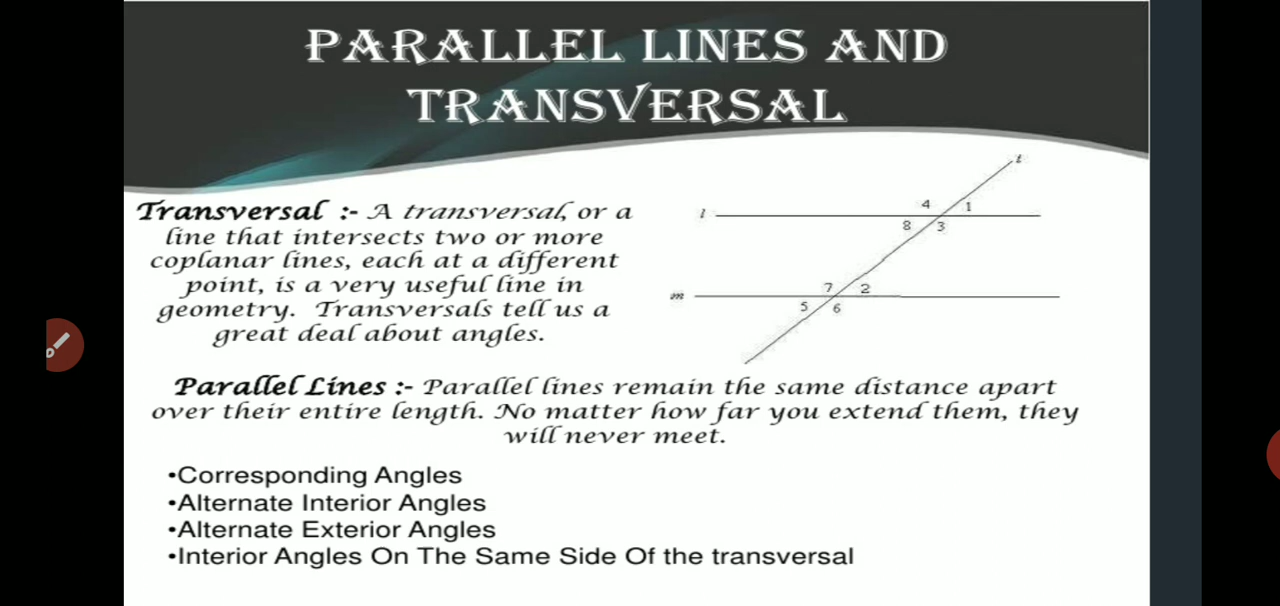 PARALLEL LINES AND
TRANSVERSAL
Transversal :- A transversal, or a
line that intersects two or more
coplanar lines, each at a different
point, is a very useful line in
geometry. Transversals tell us a
great deal about angles.
t
l 4 1
8 3
m 7 2
5 6
Parallel Lines :- Parallel lines remain the same distance apart
over their entire length. No matter how far you extend them, they
will never meet.
•Corresponding Angles
•Alternate Interior Angles
•Alternate Exterior Angles
•Interior Angles On The Same Side Of the transversal